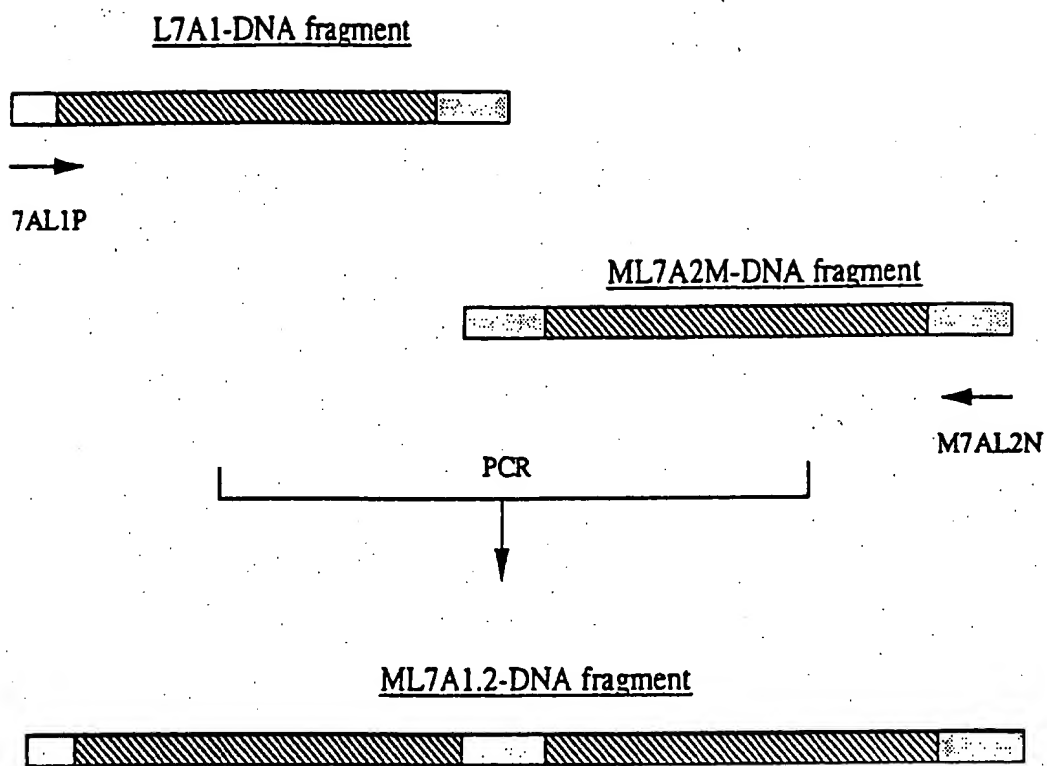 L7A1-DNA fragment
7AL1P
ML7A2M-DNA fragment
M7AL2N
PCR
ML7A1.2-DNA fragment